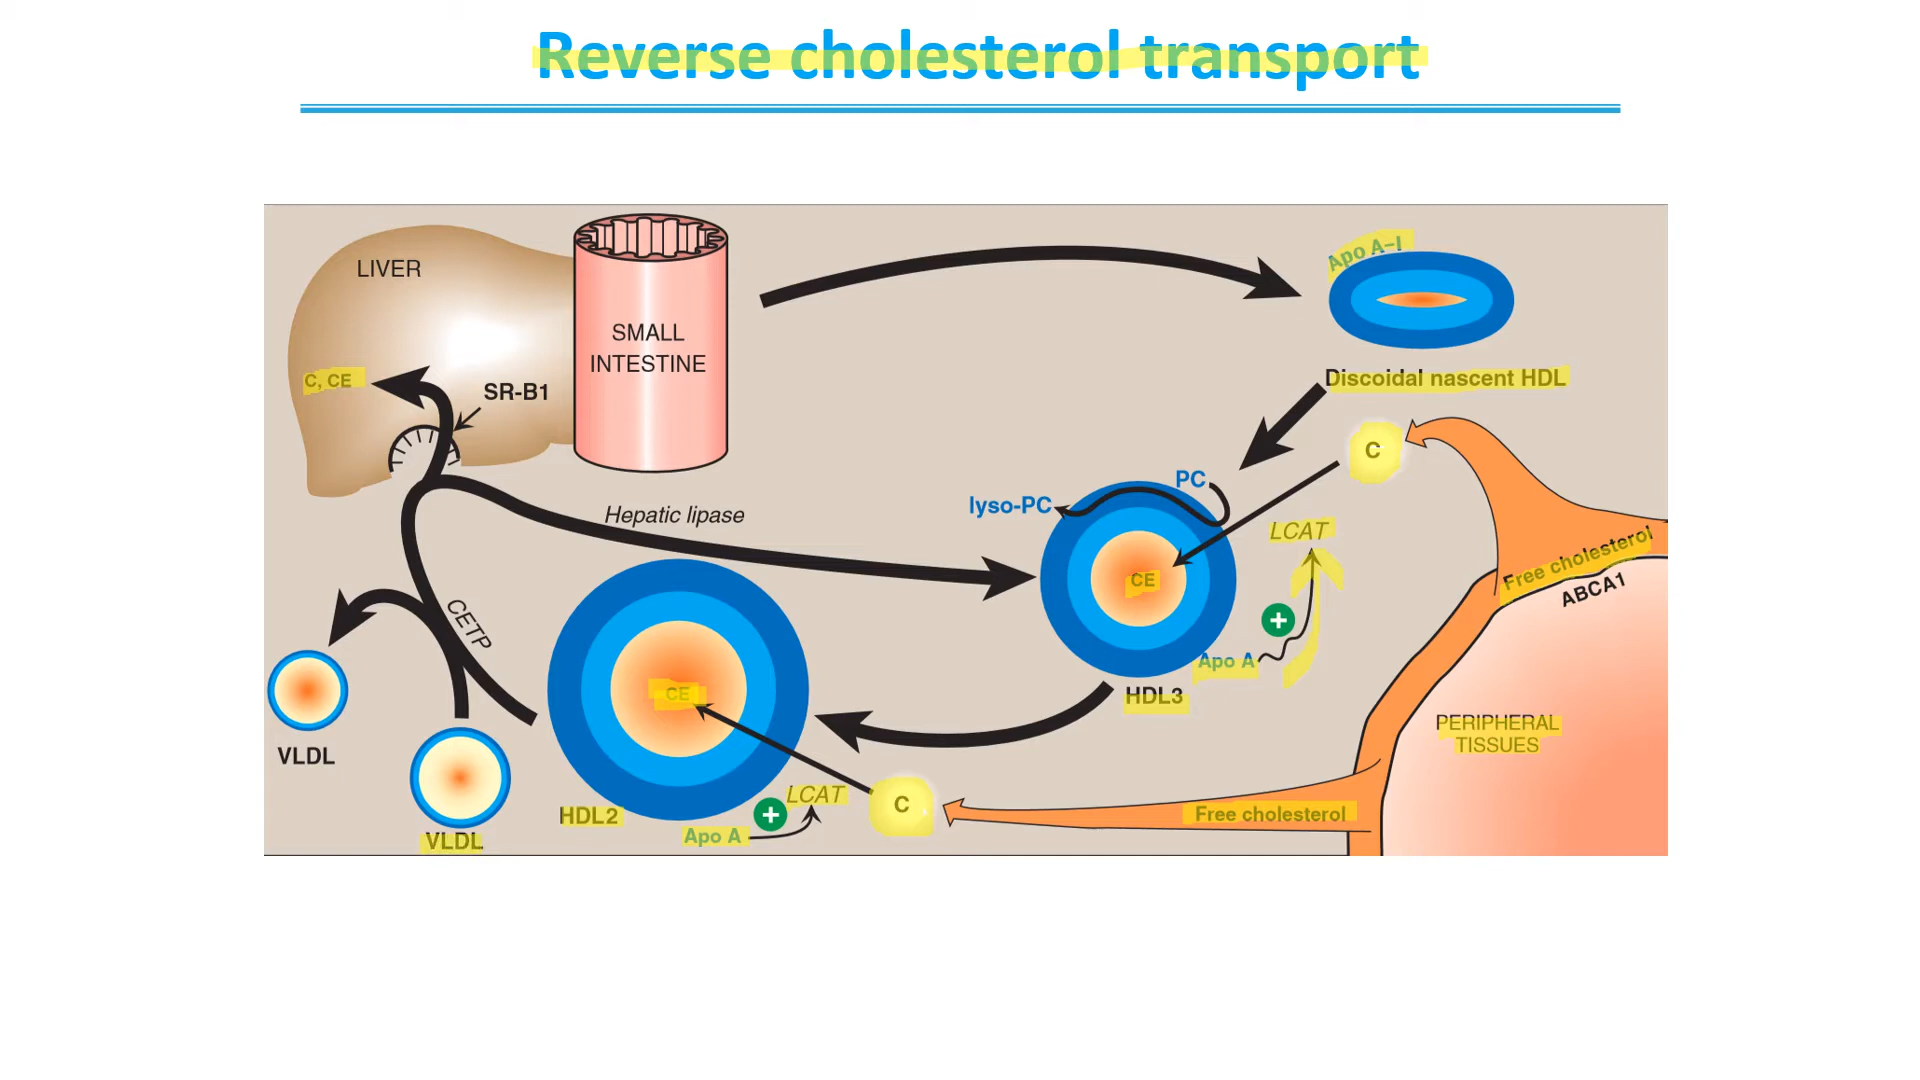 Reverse cholesterol transport
LIVER
SMALL
INTESTINE
Apo A-I
C, CE
SR-B1
Discoidal nascent HDL
C
PC
lyso-PC
Hepatic lipase
LCAT
Free cholesterol
ABCA1
CE
+
CETP
Apo A
HDL3
CE
PERIPHERAL
TISSUES
VLDL
HDL2
LCAT
+
C
Free cholesterol
Apo A
VLDL